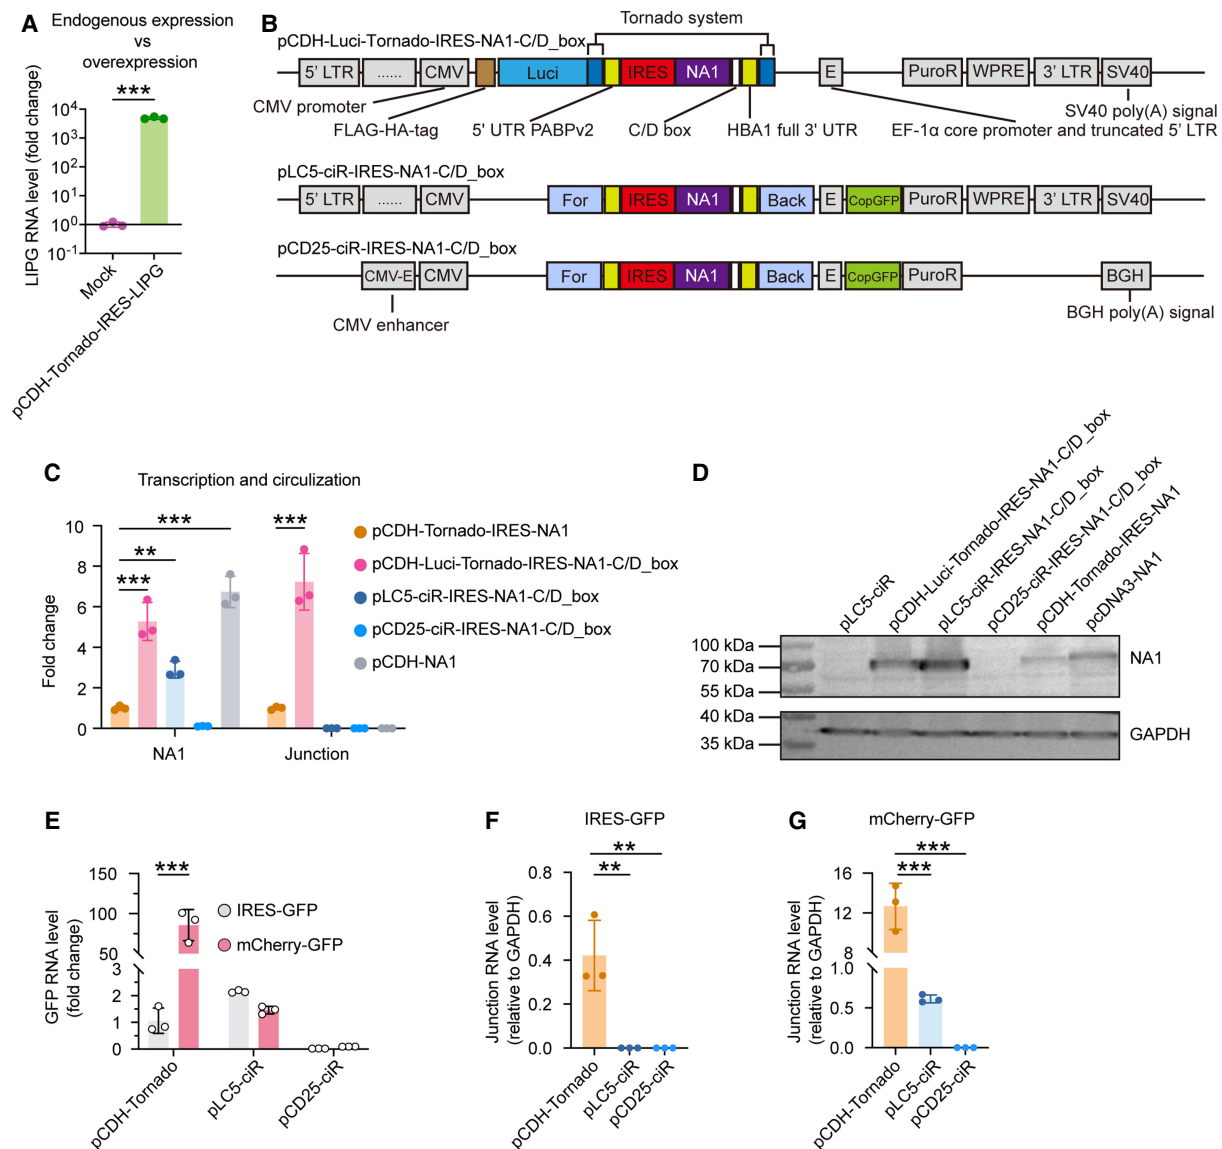 A
Endogenous expression
vs
overexpression
***
LIPG RNA level (fold change)
10⁴
10³
10²
10¹
10⁰
10⁻¹
Mock
pCDH-Tornado-IRES-LIPG
B
Tornado system
pCDH-Luci-Tornado-IRES-NA1-C/D_box
5' LTR
......
CMV
Luci
IRES
NA1
E
PuroR
WPRE
3' LTR
SV40
CMV promoter
SV40 poly(A) signal
FLAG-HA-tag
5' UTR PABPv2
C/D box
HBA1 full 3' UTR
EF-1α core promoter and truncated 5' LTR
pLC5-ciR-IRES-NA1-C/D_box
5' LTR
......
CMV
For
IRES
NA1
Back
E
CopGFP
PuroR
WPRE
3' LTR
SV40
pCD25-ciR-IRES-NA1-C/D_box
CMV-E
CMV
For
IRES
NA1
Back
E
CopGFP
PuroR
BGH
CMV enhancer
BGH poly(A) signal
C
Transcription and circulization
Fold change
10
8
6
4
2
0
***
**
***
***
NA1
Junction
pCDH-Tornado-IRES-NA1
pCDH-Luci-Tornado-IRES-NA1-C/D_box
pLC5-ciR-IRES-NA1-C/D_box
pCD25-ciR-IRES-NA1-C/D_box
pCDH-NA1
D
pLC5-ciR
pCDH-Luci-Tornado-IRES-NA1-C/D_box
pLC5-ciR-IRES-NA1-C/D_box
pCD25-ciR-IRES-NA1-C/D_box
pCDH-Tornado-IRES-NA1
pcDNA3-NA1
100 kDa
70 kDa
55 kDa
NA1
40 kDa
35 kDa
GAPDH
E
GFP RNA level
(fold change)
150
100
50
3
2
1
0
***
IRES-GFP
mCherry-GFP
pCDH-Tornado
pLC5-ciR
pCD25-ciR
F
IRES-GFP
Junction RNA level
(relative to GAPDH)
0.8
0.6
0.4
0.2
0.0
**
**
pCDH-Tornado
pLC5-ciR
pCD25-ciR
G
mCherry-GFP
Junction RNA level
(relative to GAPDH)
16
12
8
1.0
0.5
0.0
***
***
pCDH-Tornado
pLC5-ciR
pCD25-ciR